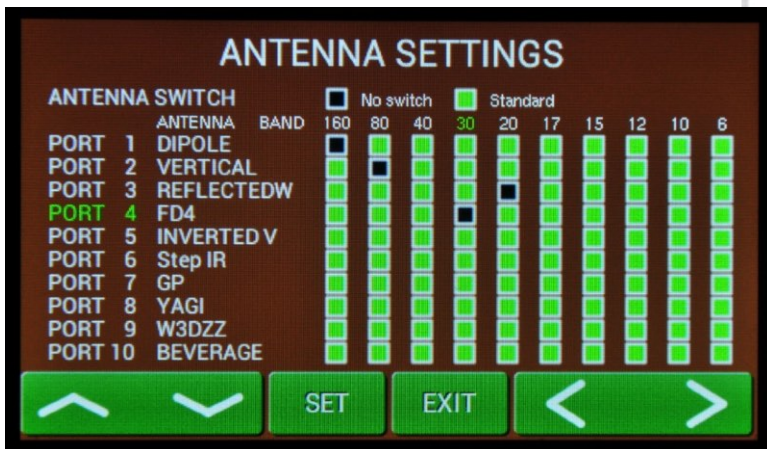 ANTENNA SETTINGS
ANTENNA SWITCH No switch Standard
ANTENNA BAND 160 80 40 30 20 17 15 12 10 6
PORT 1 DIPOLE
PORT 2 VERTICAL
PORT 3 REFLECTEDW
PORT 4 FD4
PORT 5 INVERTED V
PORT 6 Step IR
PORT 7 GP
PORT 8 YAGI
PORT 9 W3DZZ
PORT 10 BEVERAGE
SET EXIT